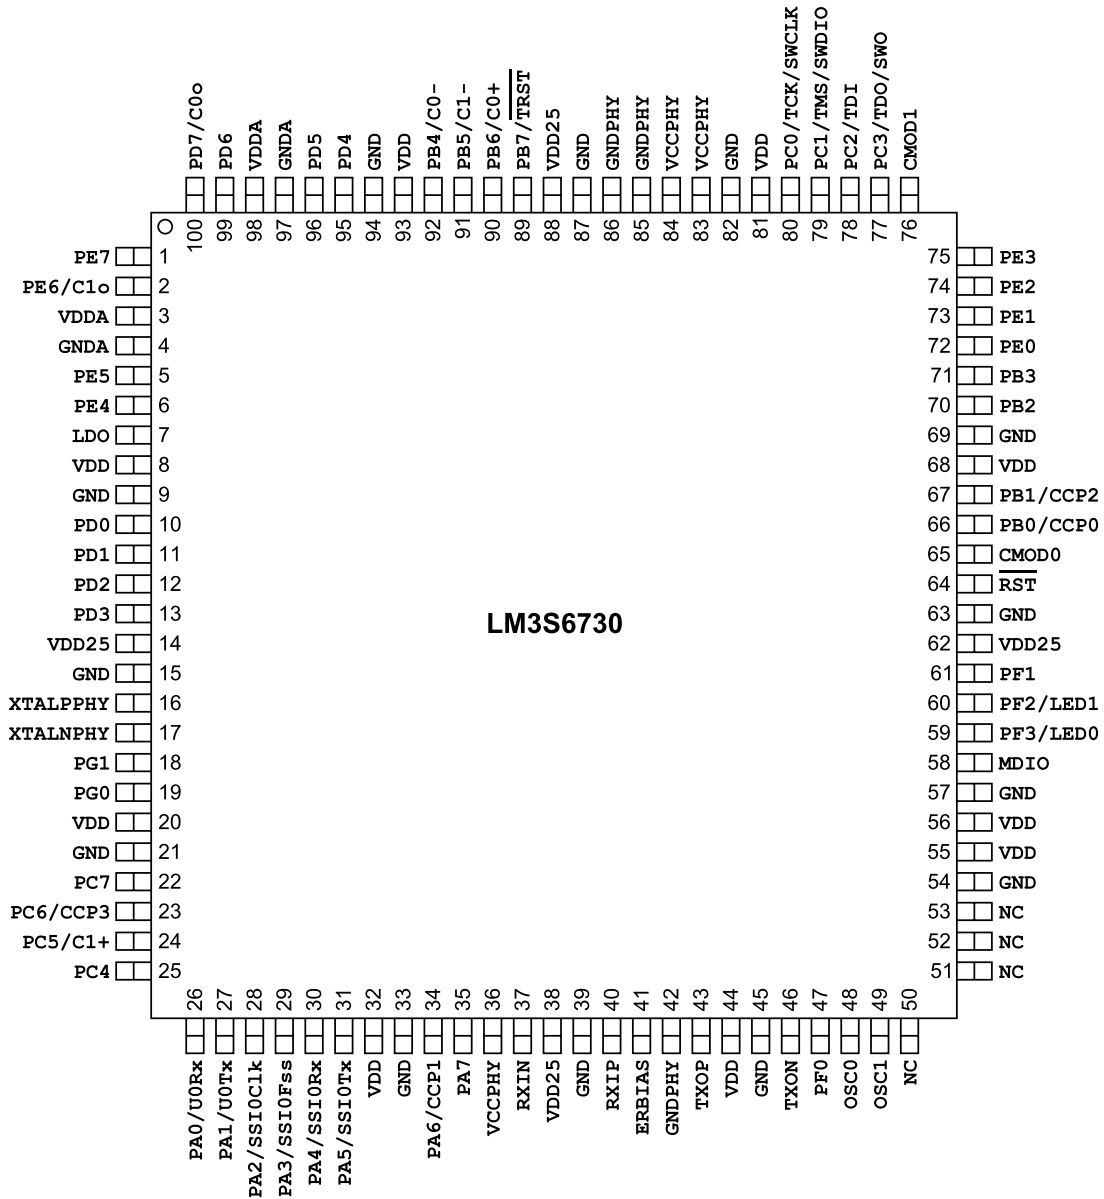 PD7/C0o
PD6
VDDA
GNDA
PD5
PD4
GND
VDD
PB4/C0-
PB5/C1-
PB6/C0+
PB7/TRST
VDD25
GND
GNDPHY
GNDPHY
VCCPHY
VCCPHY
GND
VDD
PC0/TCK/SWCLK
PC1/TMS/SWDIO
PC2/TDI
PC3/TDO/SWO
CMOD1
100
99
98
97
96
95
94
93
92
91
90
89
88
87
86
85
84
83
82
81
80
79
78
77
76
PE7 1
PE6/C1o 2
VDDA 3
GNDA 4
PE5 5
PE4 6
LDO 7
VDD 8
GND 9
PD0 10
PD1 11
PD2 12
PD3 13
VDD25 14
GND 15
XTALPPHY 16
XTALNPHY 17
PG1 18
PG0 19
VDD 20
GND 21
PC7 22
PC6/CCP3 23
PC5/C1+ 24
PC4 25
LM3S6730
75 PE3
74 PE2
73 PE1
72 PE0
71 PB3
70 PB2
69 GND
68 VDD
67 PB1/CCP2
66 PB0/CCP0
65 CMOD0
64 RST
63 GND
62 VDD25
61 PF1
60 PF2/LED1
59 PF3/LED0
58 MDIO
57 GND
56 VDD
55 VDD
54 GND
53 NC
52 NC
51 NC
26
27
28
29
30
31
32
33
34
35
36
37
38
39
40
41
42
43
44
45
46
47
48
49
50
PA0/U0Rx
PA1/U0Tx
PA2/SSI0Clk
PA3/SSI0Fss
PA4/SSI0Rx
PA5/SSI0Tx
VDD
GND
PA6/CCP1
PA7
VCCPHY
RXIN
VDD25
GND
RXIP
ERBIAS
GNDPHY
TXOP
VDD
GND
TXON
PF0
OSC0
OSC1
NC